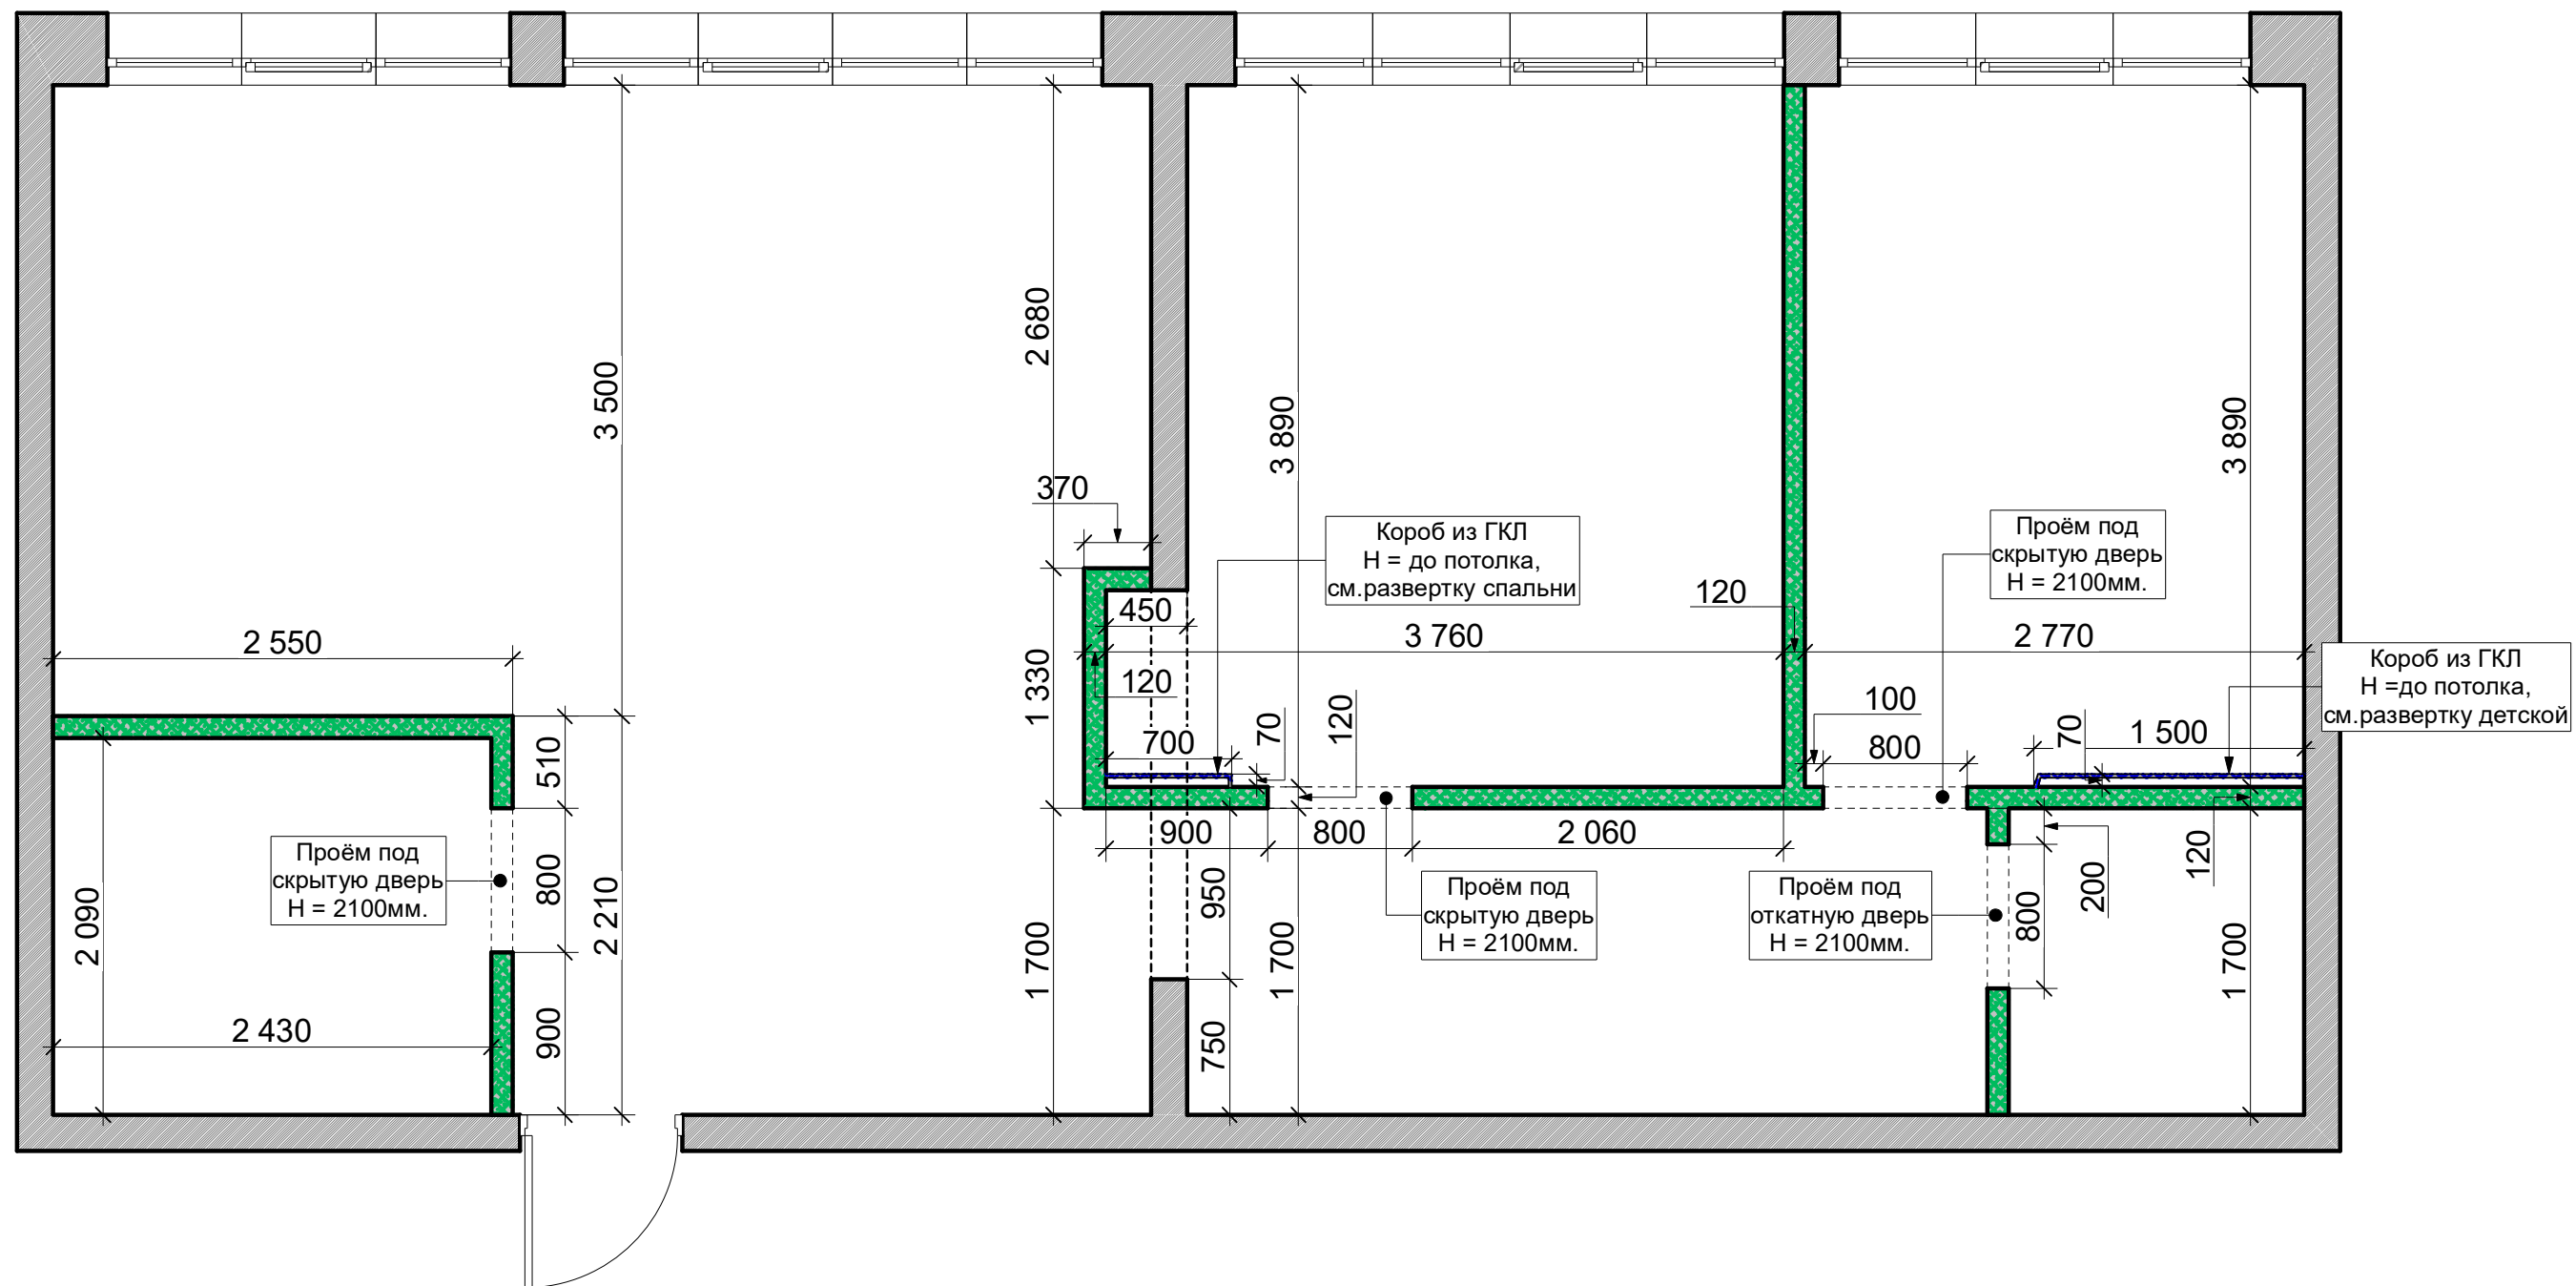 2 680
3 500
3 890
3 890
370
Короб из ГКЛ
H = до потолка,
см.развертку спальни
Проём под
скрытую дверь
H = 2100мм.
120
450
3 760
2 770
2 550
Короб из ГКЛ
H =до потолка,
см.развертку детской
1 330
120
120
100
70
70
700
800
1 500
510
900
800
2 060
120
Проём под
скрытую дверь
H = 2100мм.
800
2 210
2 090
950
Проём под
скрытую дверь
H = 2100мм.
Проём под
откатную дверь
H = 2100мм.
800
200
1 700
1 700
1 700
2 430
900
750